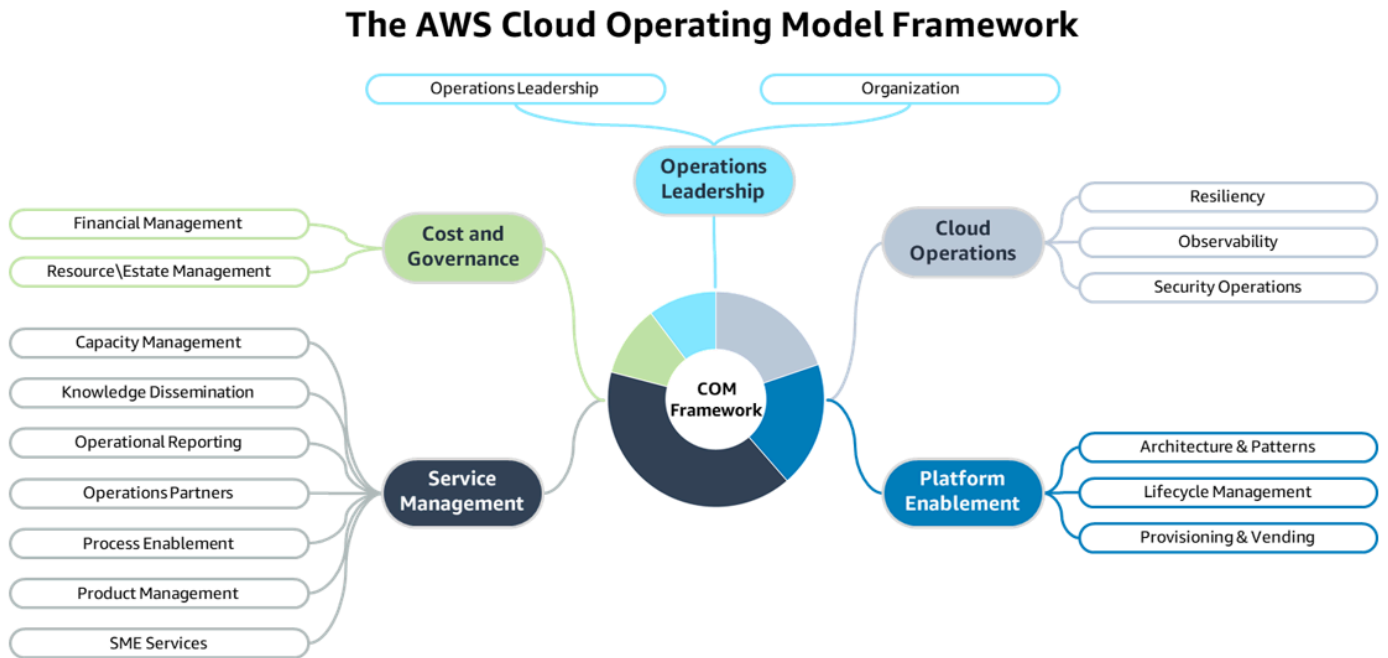 The AWS Cloud Operating Model Framework
Operations Leadership
Organization
Operations
Leadership
Financial Management
Resource\Estate Management
Cost and
Governance
Cloud
Operations
Resiliency
Observability
Security Operations
COM
Framework
Capacity Management
Knowledge Dissemination
Operational Reporting
Operations Partners
Process Enablement
Product Management
SME Services
Service
Management
Platform
Enablement
Architecture & Patterns
Lifecycle Management
Provisioning & Vending